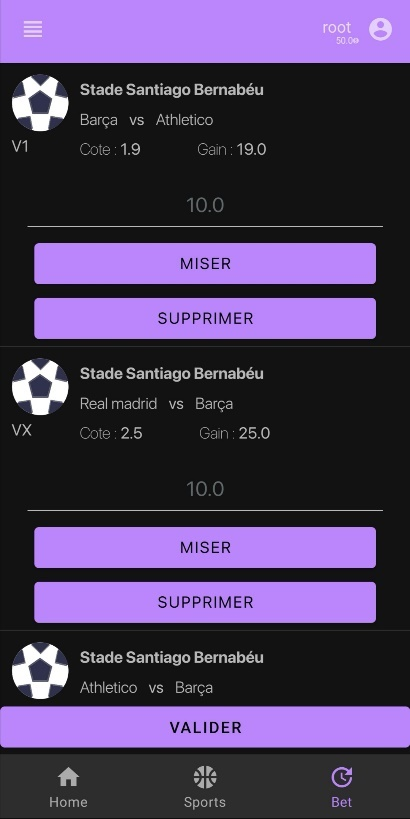 root
50.0
Stade Santiago Bernabéu
Barça vs Athletico
V1
Cote : 1.9 Gain : 19.0
10.0
MISER
SUPPRIMER
Stade Santiago Bernabéu
Real madrid vs Barça
VX
Cote : 2.5 Gain : 25.0
10.0
MISER
SUPPRIMER
Stade Santiago Bernabéu
Athletico vs Barça
VALIDER
Home Sports Bet